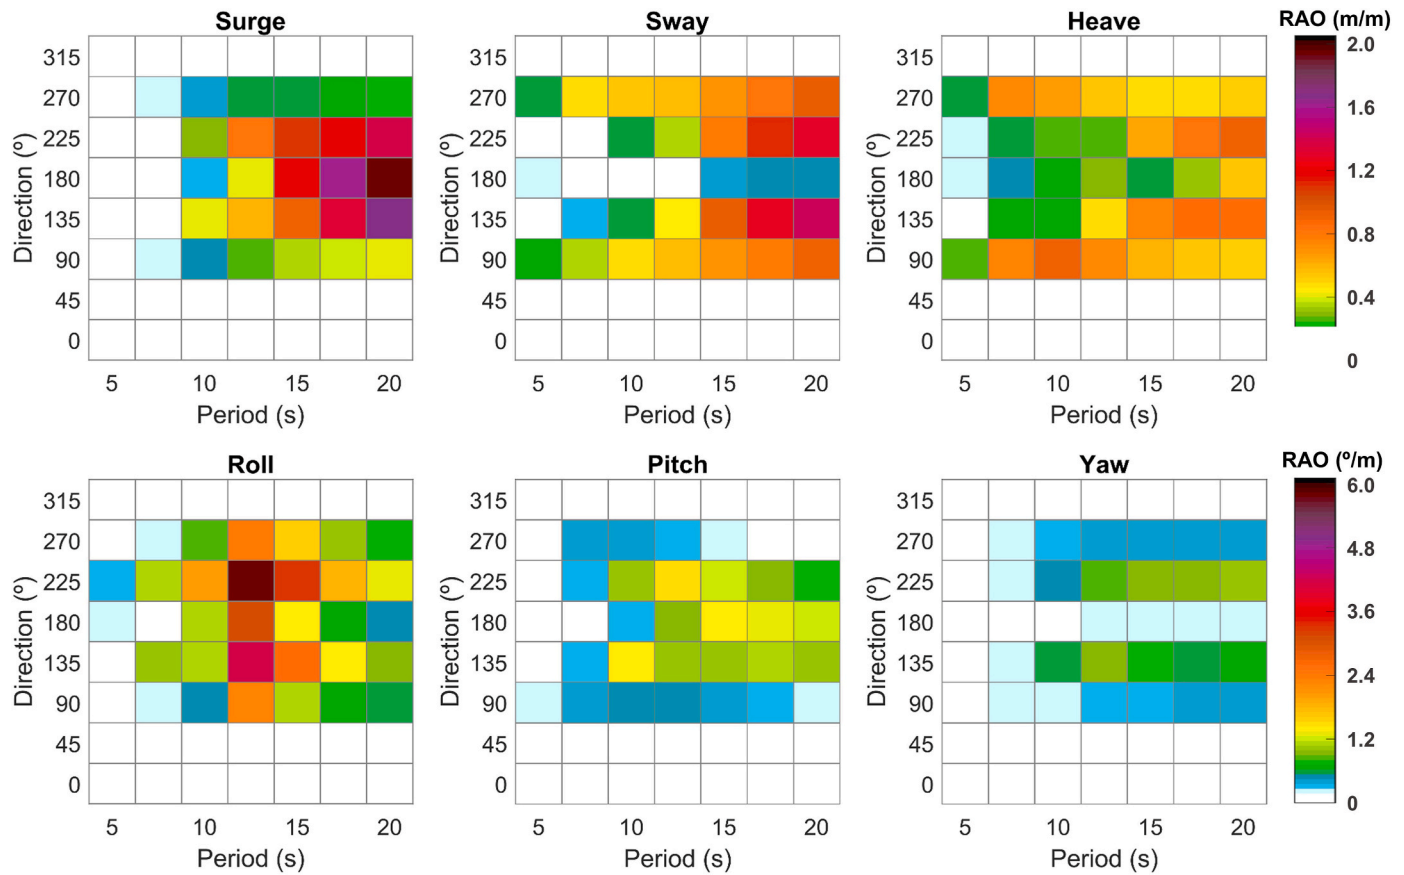 Surge
Sway
Heave
RAO (m/m)
315
270
225
180
135
90
45
0
Direction (º)
5 10 15 20
Period (s)
315
270
225
180
135
90
45
0
Direction (º)
5 10 15 20
Period (s)
315
270
225
180
135
90
45
0
Direction (º)
5 10 15 20
Period (s)
2.0
1.6
1.2
0.8
0.4
0
Roll
Pitch
Yaw
RAO (º/m)
315
270
225
180
135
90
45
0
Direction (º)
5 10 15 20
Period (s)
315
270
225
180
135
90
45
0
Direction (º)
5 10 15 20
Period (s)
315
270
225
180
135
90
45
0
Direction (º)
5 10 15 20
Period (s)
6.0
4.8
3.6
2.4
1.2
0